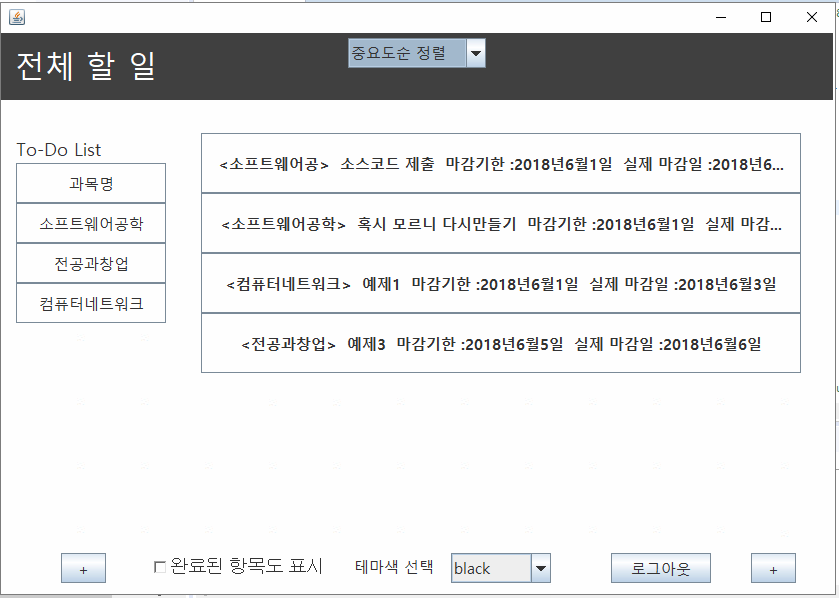 전체 할 일
중요도순 정렬
To-Do List
과목명
소프트웨어공학
전공과창업
컴퓨터네트워크
<소프트웨어공> 소스코드 제출 마감기한 :2018년6월1일 실제 마감일 :2018년6...
<소프트웨어공학> 혹시 모르니 다시만들기 마감기한 :2018년6월1일 실제 마감...
<컴퓨터네트워크> 예제1 마감기한 :2018년6월1일 실제 마감일 :2018년6월3일
<전공과창업> 예제3 마감기한 :2018년6월5일 실제 마감일 :2018년6월6일
+
완료된 항목도 표시
테마색 선택
black
로그아웃
+